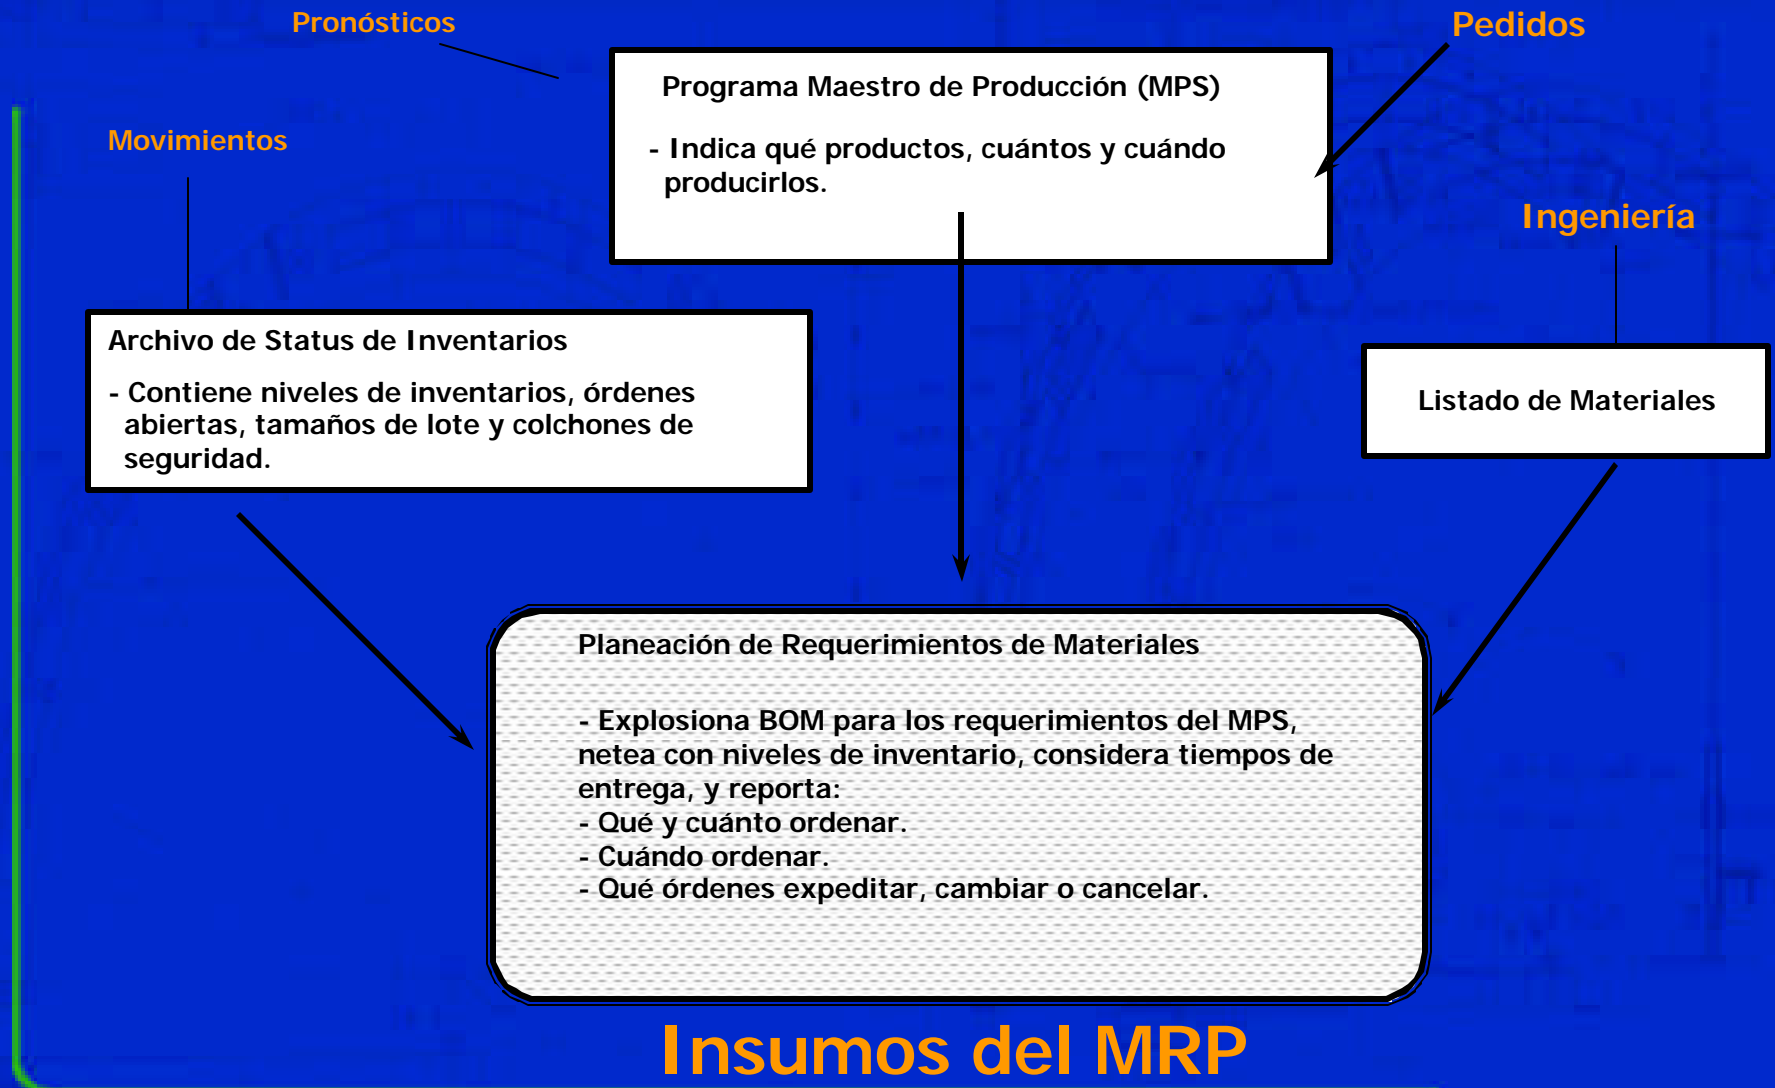 Pronósticos
Pedidos
Programa Maestro de Producción (MPS)
- Indica qué productos, cuántos y cuándo
producirlos.
Movimientos
Ingeniería
Archivo de Status de Inventarios
- Contiene niveles de inventarios, órdenes
abiertas, tamaños de lote y colchones de
seguridad.
Listado de Materiales
Planeación de Requerimientos de Materiales
- Explosiona BOM para los requerimientos del MPS,
netea con niveles de inventario, considera tiempos de
entrega, y reporta:
- Qué y cuánto ordenar.
- Cuándo ordenar.
- Qué órdenes expeditar, cambiar o cancelar.
Insumos del MRP